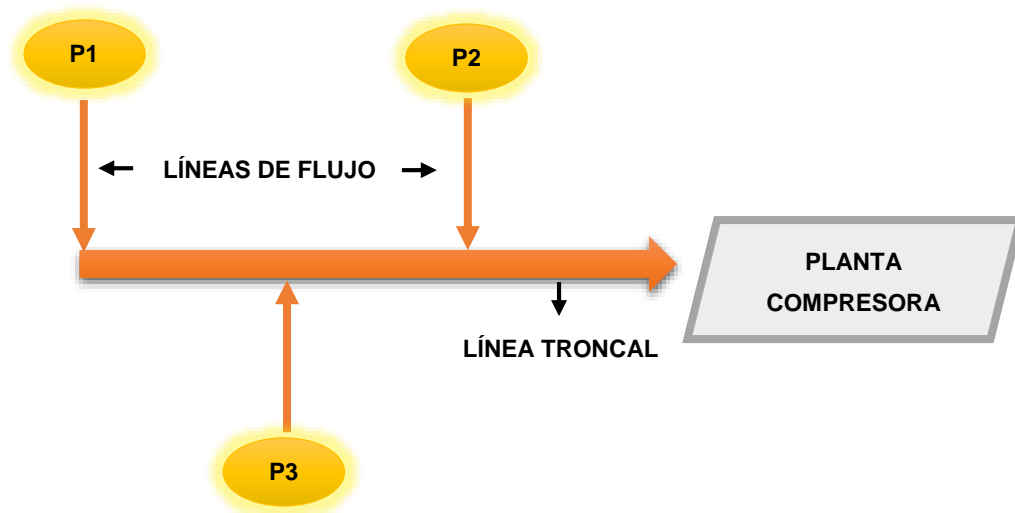 P1
P2
LÍNEAS DE FLUJO
PLANTA
COMPRESORA
LÍNEA TRONCAL
P3